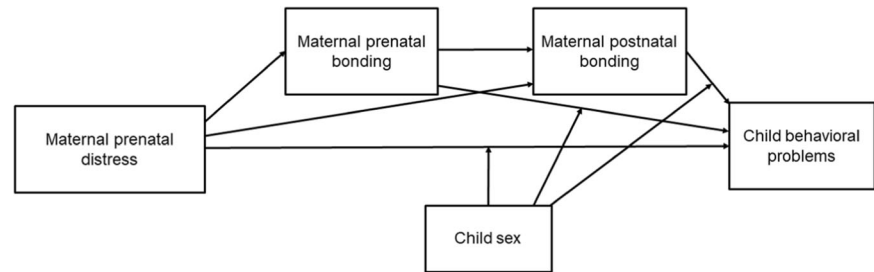 Maternal prenatal
bonding
Maternal postnatal
bonding
Maternal prenatal
distress
Child behavioral
problems
Child sex